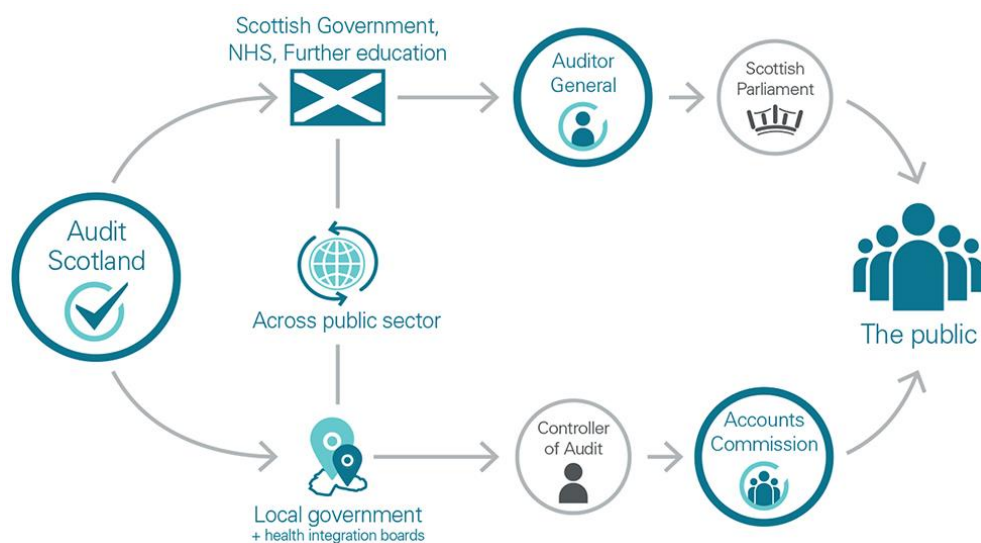 Scottish Government,
NHS, Further education
Auditor
General
Scottish
Parliament
Audit
Scotland
Across public sector
The public
Local government
+ health integration boards
Controller
of Audit
Accounts
Commission